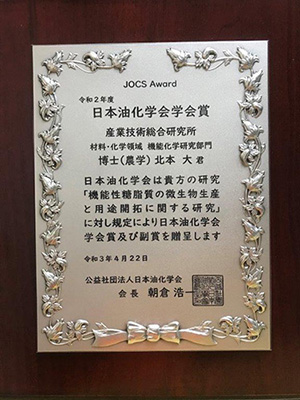 JOCS Award
令和2年度
日本油化学会学会賞
産業技術総合研究所
材料・化学領域 機能化学研究部門
博士(農学) 北本 大 君
日本油化学会は貴方の研究
「機能性糖脂質の微生物生産
と用途開拓に関する研究」
に対し規定により日本油化学会
学会賞及び副賞を贈呈します
令和3年4月22日
公益社団法人日本油化学会
会長 朝倉 浩一